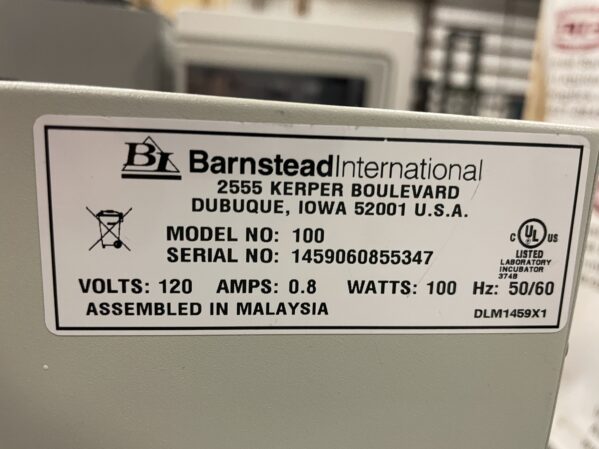 BI BarnsteadInternational
2555 KERPER BOULEVARD
DUBUQUE, IOWA 52001 U.S.A.
MODEL NO: 100
SERIAL NO: 1459060855347
C UL US
LISTED
LABORATORY
INCUBATOR
374B
VOLTS: 120 AMPS: 0.8 WATTS: 100 Hz: 50/60
ASSEMBLED IN MALAYSIA
DLM1459X1